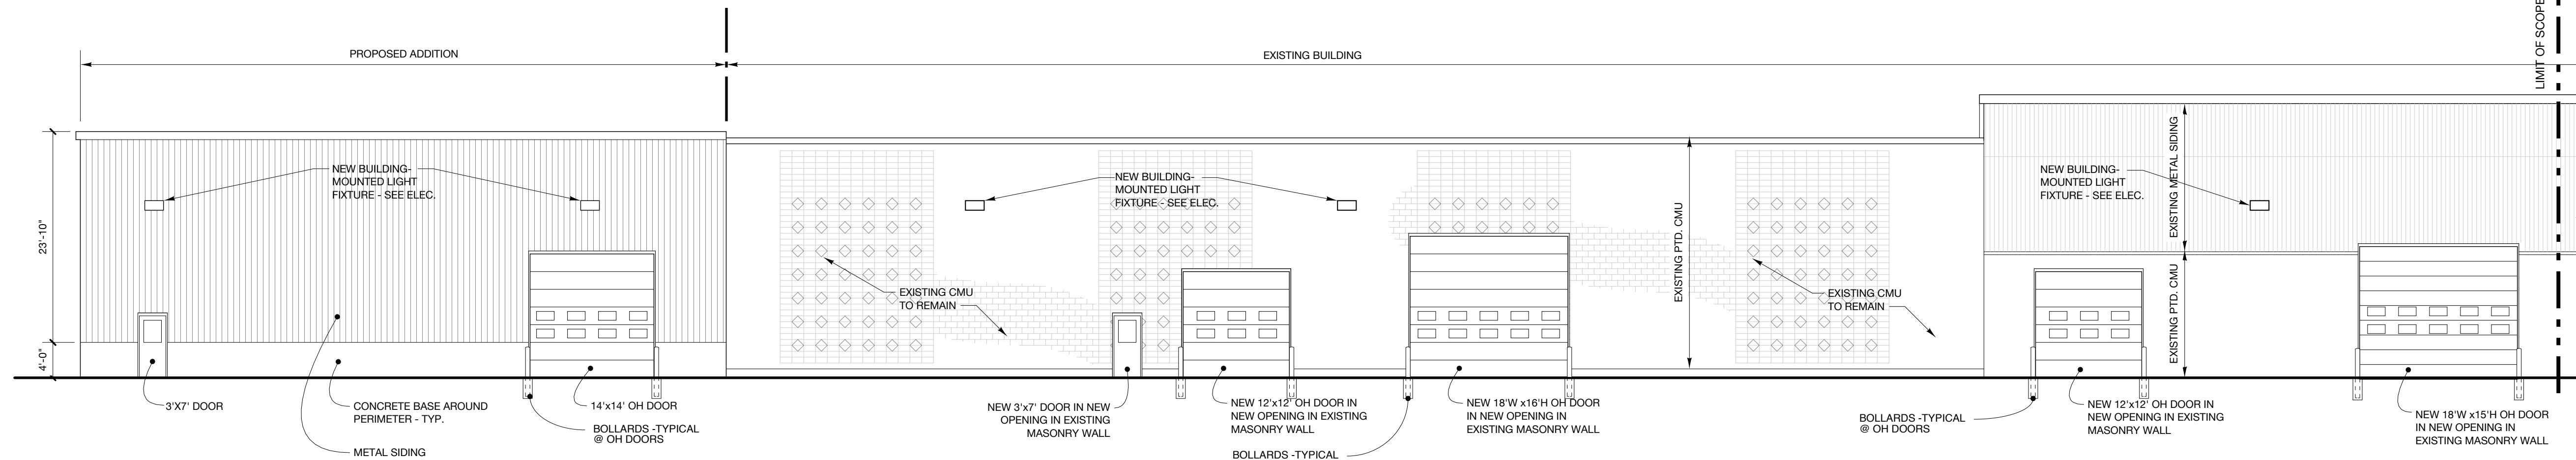 LIMIT OF SCOPE
PROPOSED ADDITION
EXISTING BUILDING
23'-10"
4'-0"
NEW BUILDING-
MOUNTED LIGHT
FIXTURE - SEE ELEC.
NEW BUILDING-
MOUNTED LIGHT
FIXTURE - SEE ELEC.
NEW BUILDING-
MOUNTED LIGHT
FIXTURE - SEE ELEC.
EXISTING METAL SIDING
EXISTING PTD. CMU
EXISTING PTD. CMU
EXISTING CMU
TO REMAIN
EXISTING CMU
TO REMAIN
3'X7' DOOR
CONCRETE BASE AROUND
PERIMETER - TYP.
METAL SIDING
14'x14' OH DOOR
BOLLARDS -TYPICAL
@ OH DOORS
NEW 3'x7' DOOR IN NEW
OPENING IN EXISTING
MASONRY WALL
NEW 12'x12' OH DOOR IN
NEW OPENING IN EXISTING
MASONRY WALL
BOLLARDS -TYPICAL
NEW 18'W x16'H OH DOOR
IN NEW OPENING IN
EXISTING MASONRY WALL
BOLLARDS -TYPICAL
@ OH DOORS
NEW 12'x12' OH DOOR IN
NEW OPENING IN EXISTING
MASONRY WALL
NEW 18'W x15'H OH DOOR
IN NEW OPENING IN
EXISTING MASONRY WALL